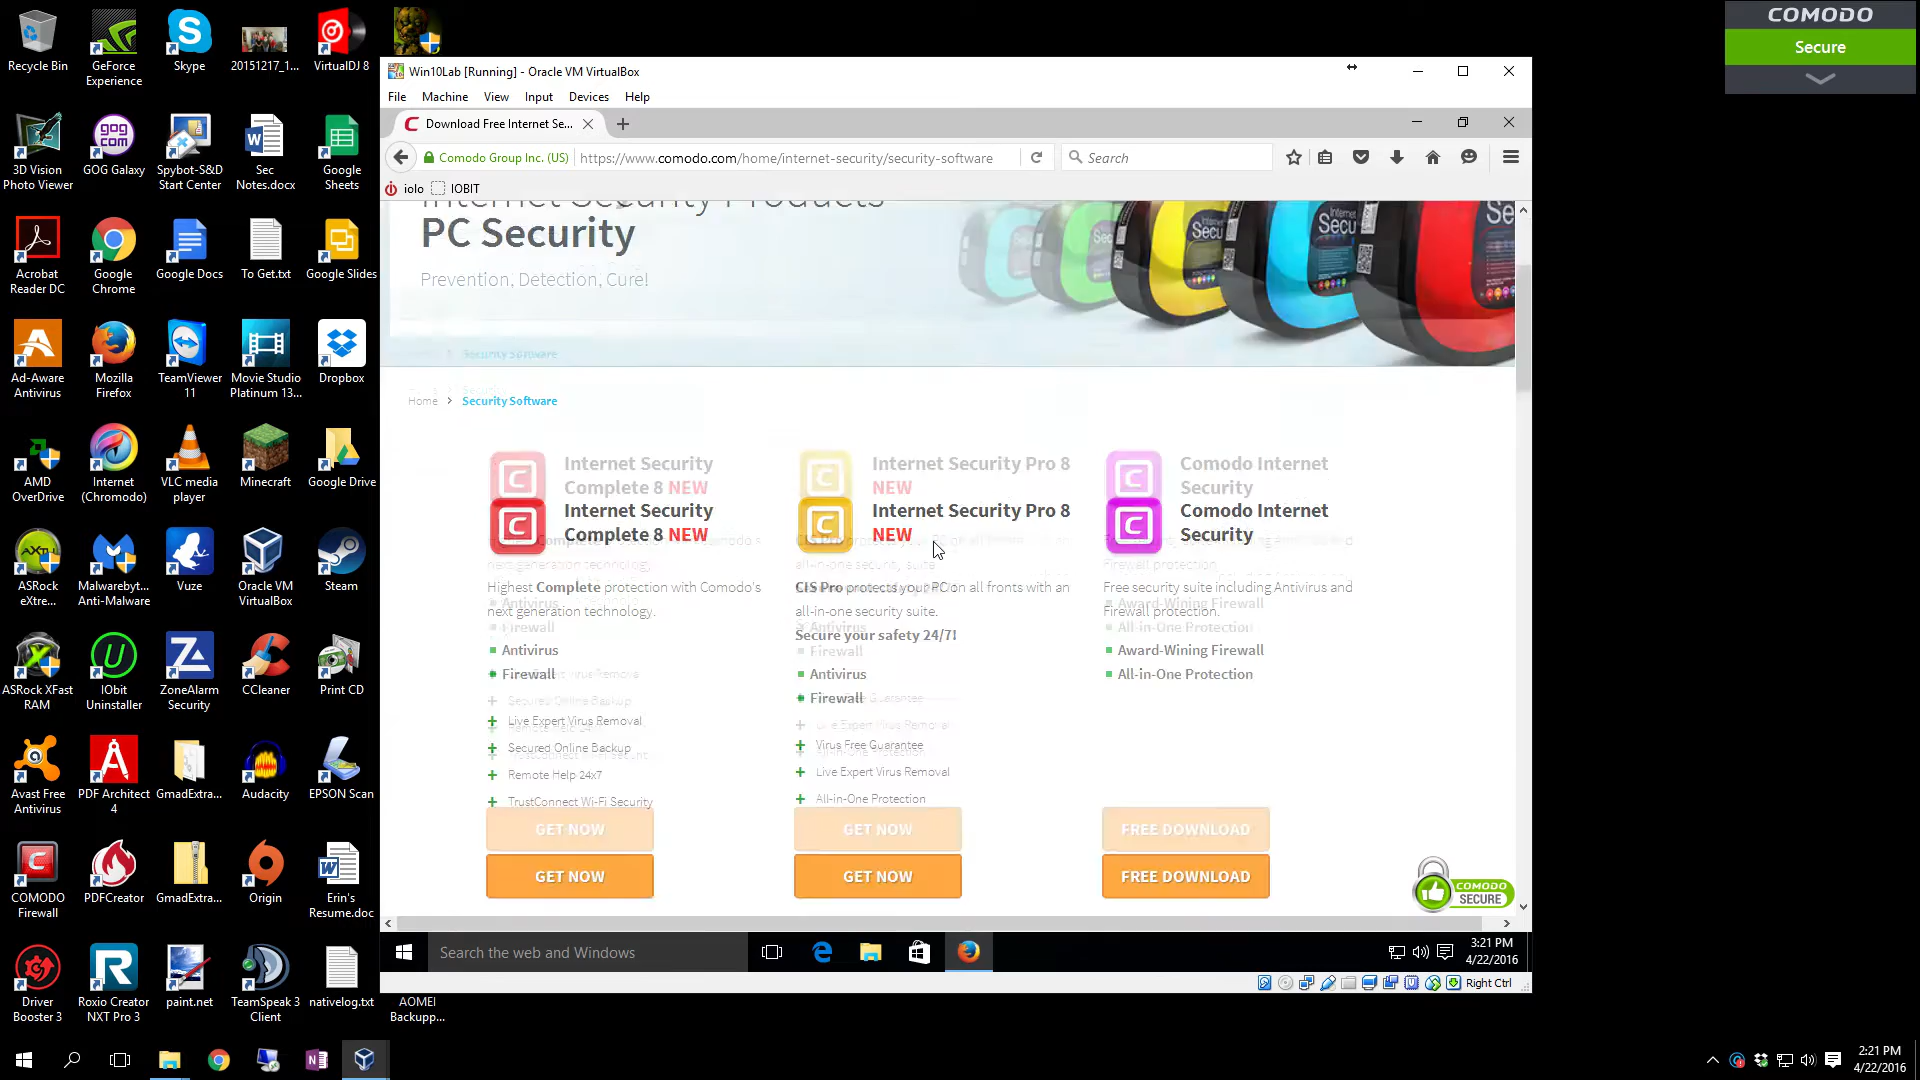 Recycle Bin
GeForce
Experience
Skype
20151217_1...
VirtualDJ 8
3D Vision
Photo Viewer
GOG Galaxy
Spybot-S&D
Start Center
Sec
Notes.docx
Google
Sheets
Acrobat
Reader DC
Google
Chrome
Google Docs
To Get.txt
Google Slides
Ad-Aware
Antivirus
Mozilla
Firefox
TeamViewer
11
Movie Studio
Platinum 13...
Dropbox
AMD
OverDrive
Internet
(Chromodo)
VLC media
player
Minecraft
Google Drive
ASRock
eXtre...
Malwarebyt...
Anti-Malware
Vuze
Oracle VM
VirtualBox
Steam
ASRock XFast
RAM
IObit
Uninstaller
ZoneAlarm
Security
CCleaner
Print CD
Avast Free
Antivirus
PDF Architect
4
GmadExtra...
Audacity
EPSON Scan
COMODO
Firewall
PDFCreator
GmadExtra...
Origin
Erin's
Resume.doc
Driver
Booster 3
Roxio Creator
NXT Pro 3
paint.net
TeamSpeak 3
Client
nativelog.txt
AOMEI
Backupp...
COMODO
Secure
Win10Lab [Running] - Oracle VM VirtualBox
File Machine View Input Devices Help
Download Free Internet Se...
Comodo Group Inc. (US)
https://www.comodo.com/home/internet-security/security-software
Search
iolo
IOBIT
Internet Security Products
PC Security
Prevention, Detection, Cure!
Home > Security Software
Internet Security
Complete 8 NEW
Highest Complete protection with Comodo's
next generation technology.
Antivirus
Firewall
Live Expert Virus Removal
Secured Online Backup
Remote Help 24x7
TrustConnect Wi-Fi Security
GET NOW
GET NOW
Internet Security Pro 8
NEW
CIS Pro protects your PC on all fronts with an
all-in-one security suite.
Secure your safety 24/7!
Antivirus
Firewall
Virus Free Guarantee
Live Expert Virus Removal
All-in-One Protection
GET NOW
GET NOW
Comodo Internet
Security
Free security suite including Antivirus and
Firewall protection.
Award-Wining Firewall
All-in-One Protection
FREE DOWNLOAD
FREE DOWNLOAD
COMODO
SECURE
Search the web and Windows
3:21 PM
4/22/2016
Right Ctrl
2:21 PM
4/22/2016